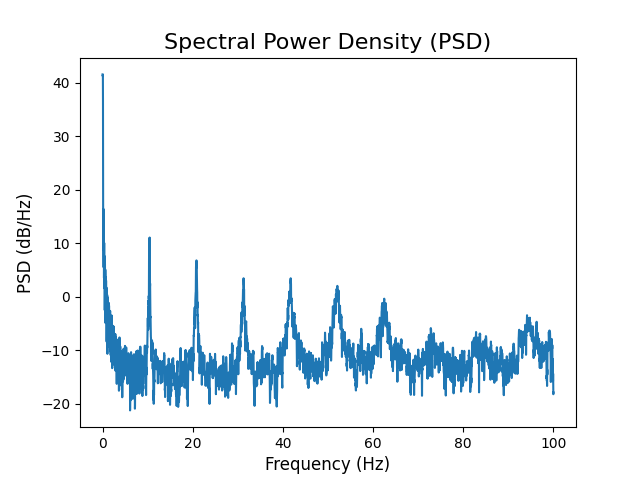 Spectral Power Density (PSD)
40
30
20
10
0
−10
−20
PSD (dB/Hz)
0 20 40 60 80 100
Frequency (Hz)